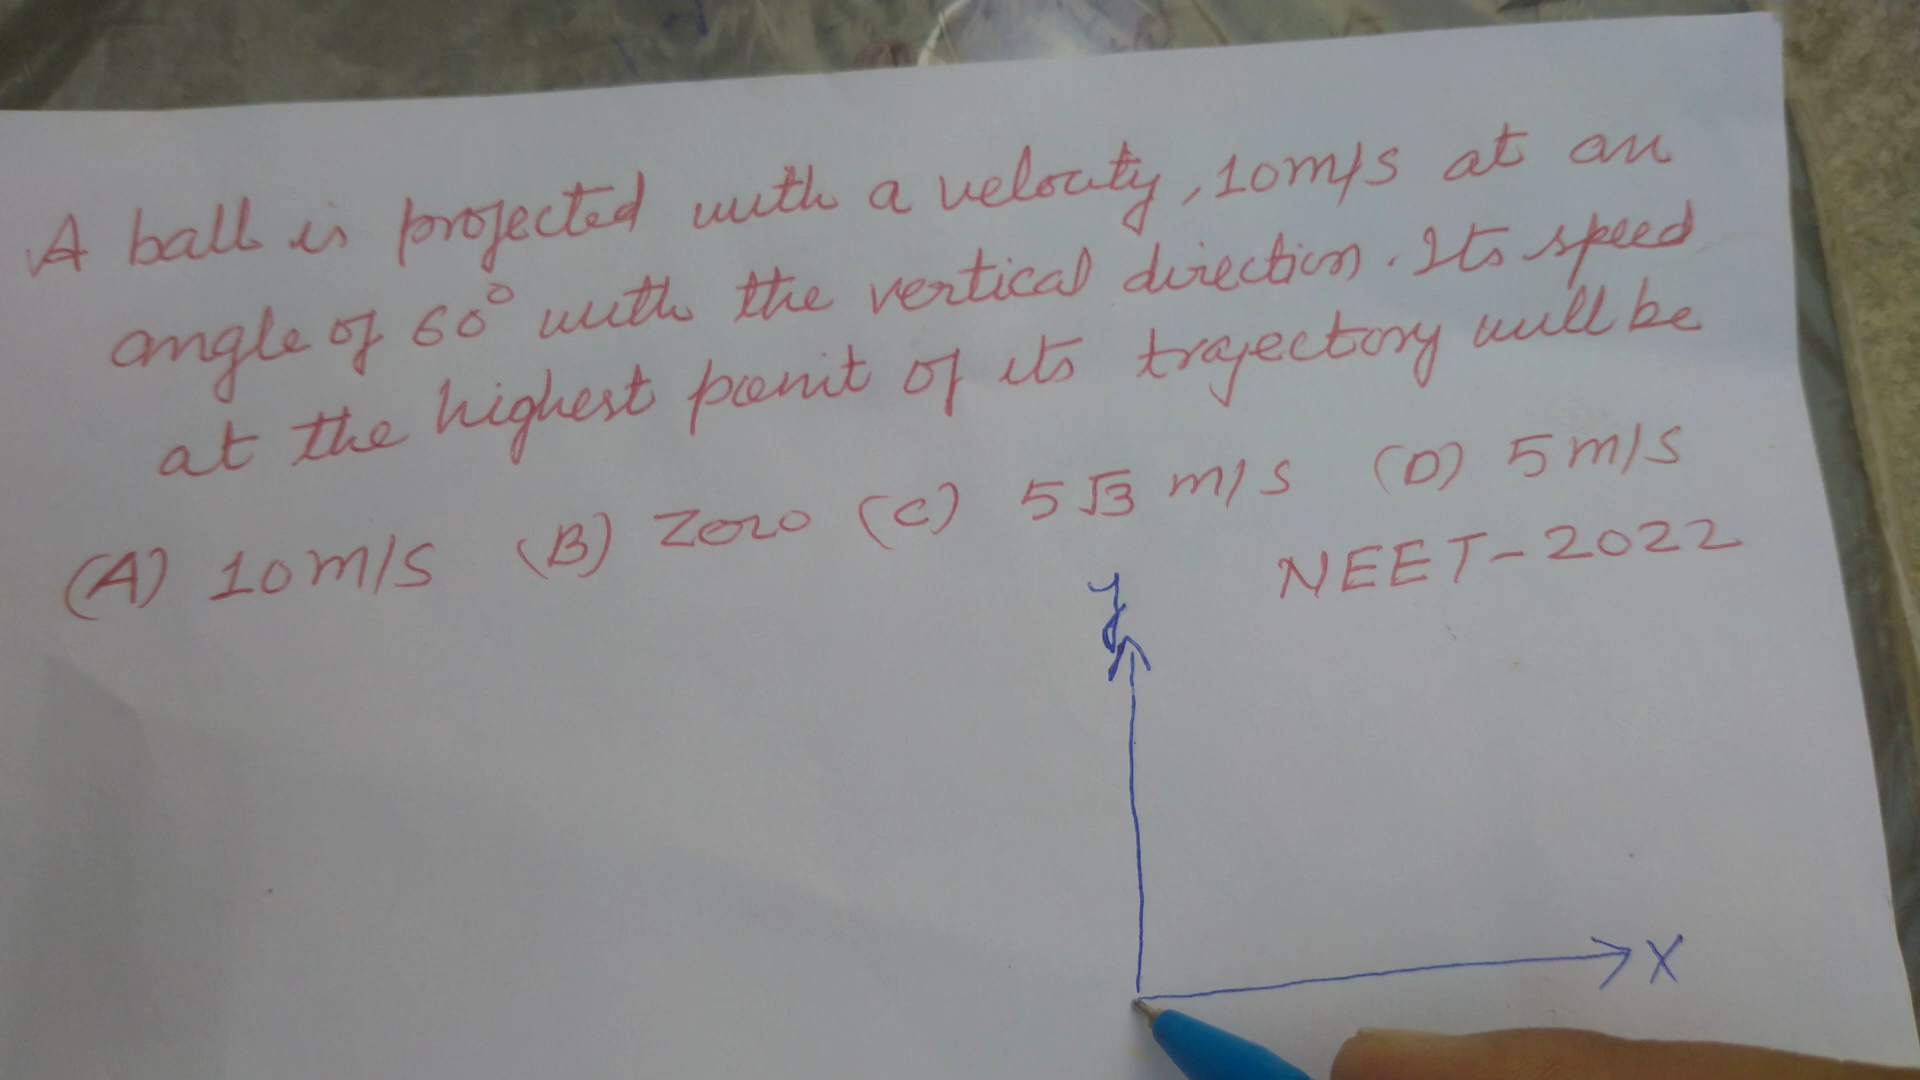 A ball is projected with a velocity, 10m/s at an
angle of 60° with the vertical direction. Its speed
at the highest point of its trajectory will be
(A) 10m/s (B) Zero (C) 5√3 m/s (D) 5m/s
NEET-2022
y
X